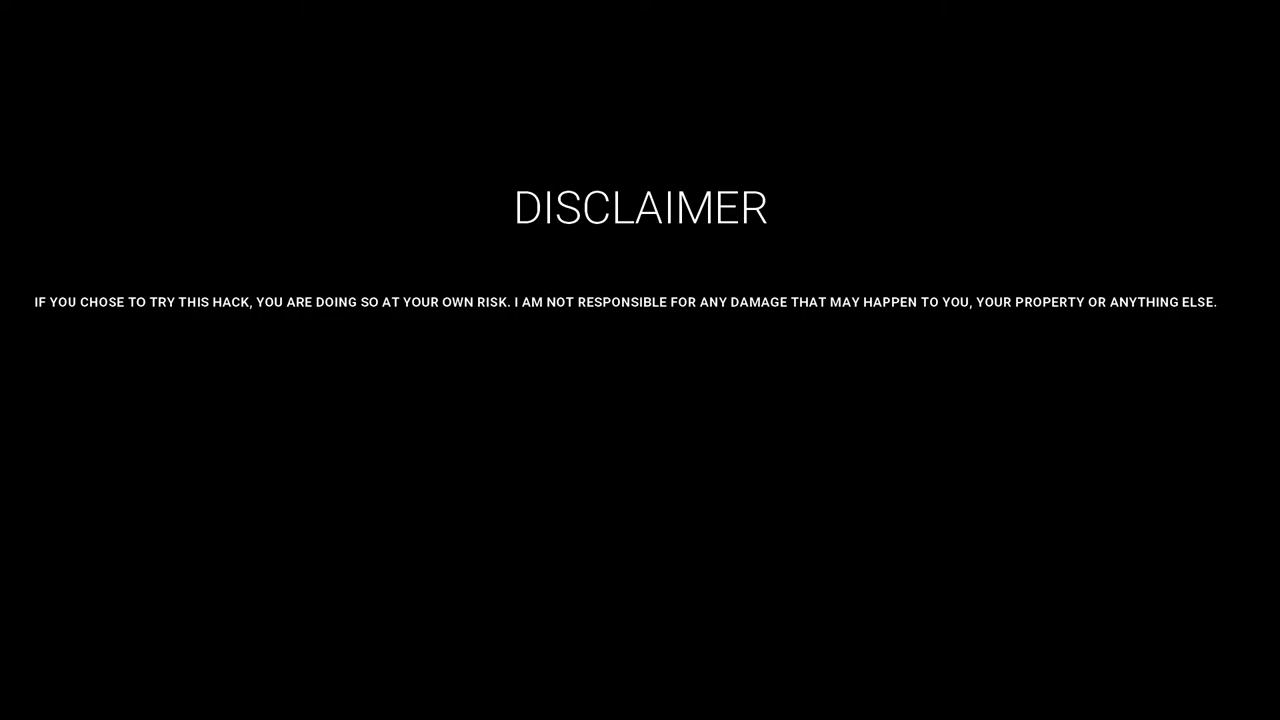 DISCLAIMER
IF YOU CHOSE TO TRY THIS HACK, YOU ARE DOING SO AT YOUR OWN RISK. I AM NOT RESPONSIBLE FOR ANY DAMAGE THAT MAY HAPPEN TO YOU, YOUR PROPERTY OR ANYTHING ELSE.